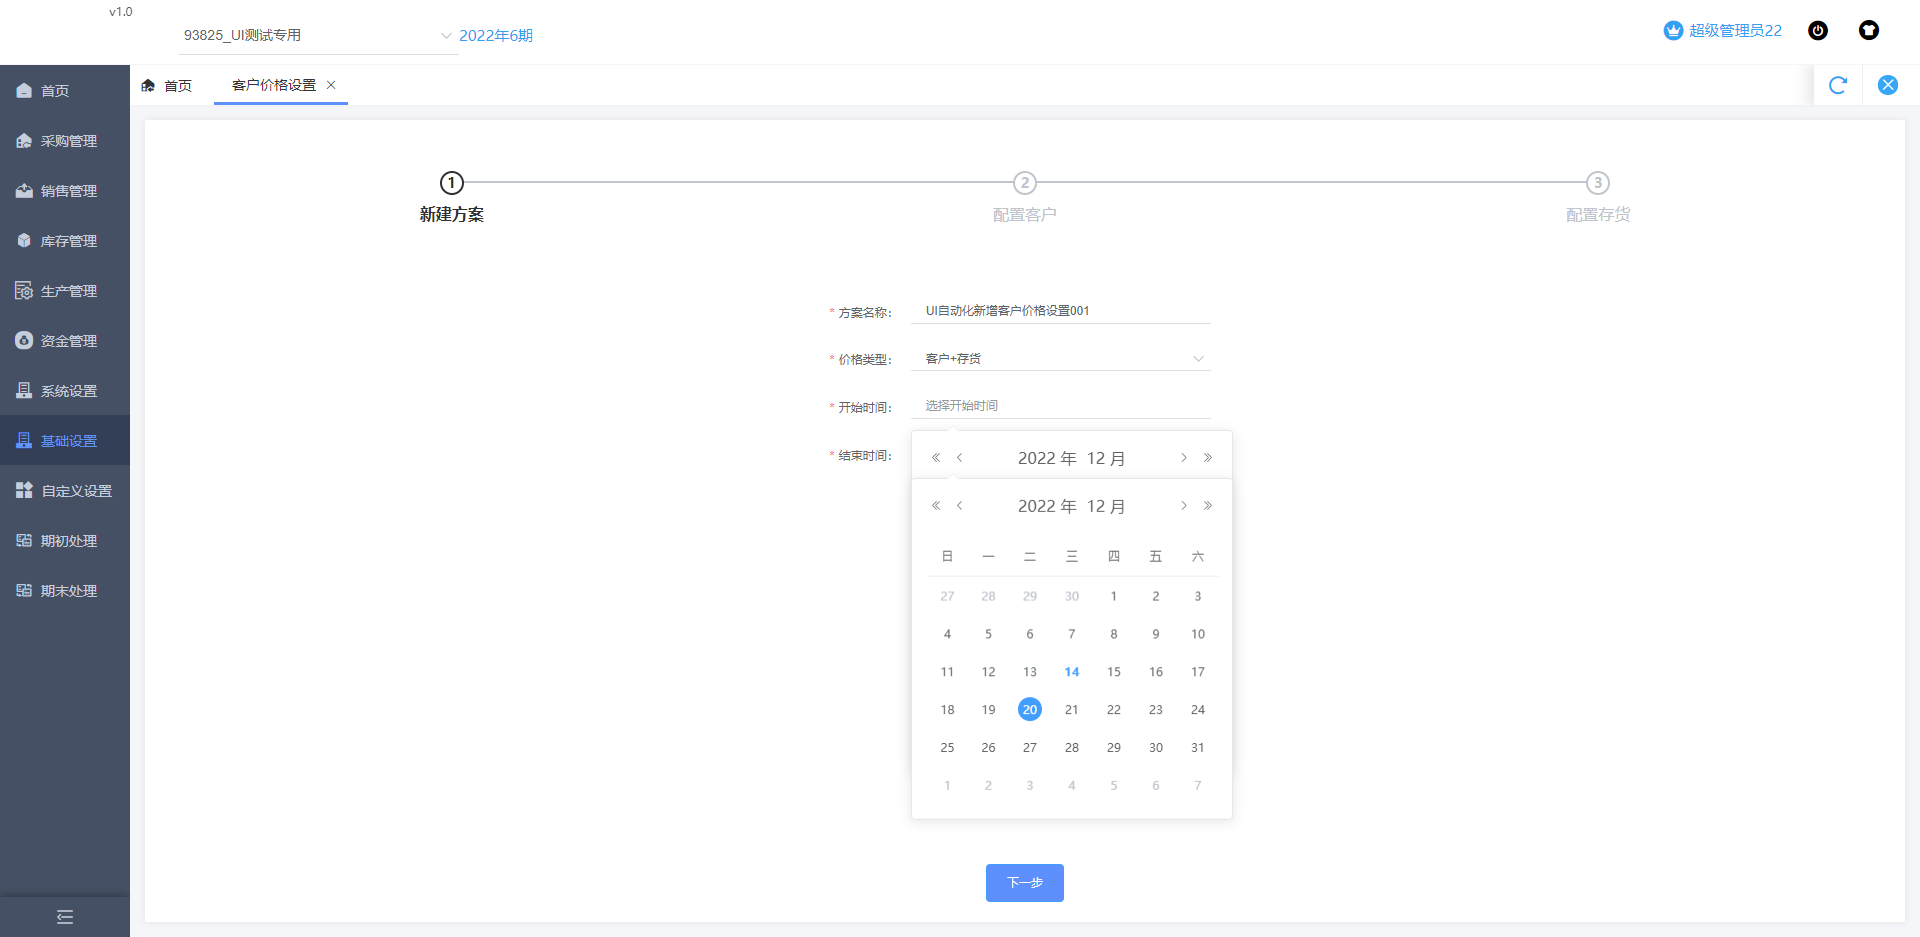 v1.0
93825_UI测试专用
2022年6期
超级管理员22
首页
采购管理
销售管理
库存管理
生产管理
资金管理
系统设置
基础设置
自定义设置
期初处理
期末处理
首页
客户价格设置
1
2
3
新建方案
配置客户
配置存货
* 方案名称：
UI自动化新增客户价格设置001
* 价格类型：
客户+存货
* 开始时间：
选择开始时间
* 结束时间：
2022 年 12 月
2022 年 12 月
日 一 二 三 四 五 六
27 28 29 30 1 2 3
4 5 6 7 8 9 10
11 12 13 14 15 16 17
18 19 20 21 22 23 24
25 26 27 28 29 30 31
1 2 3 4 5 6 7
下一步